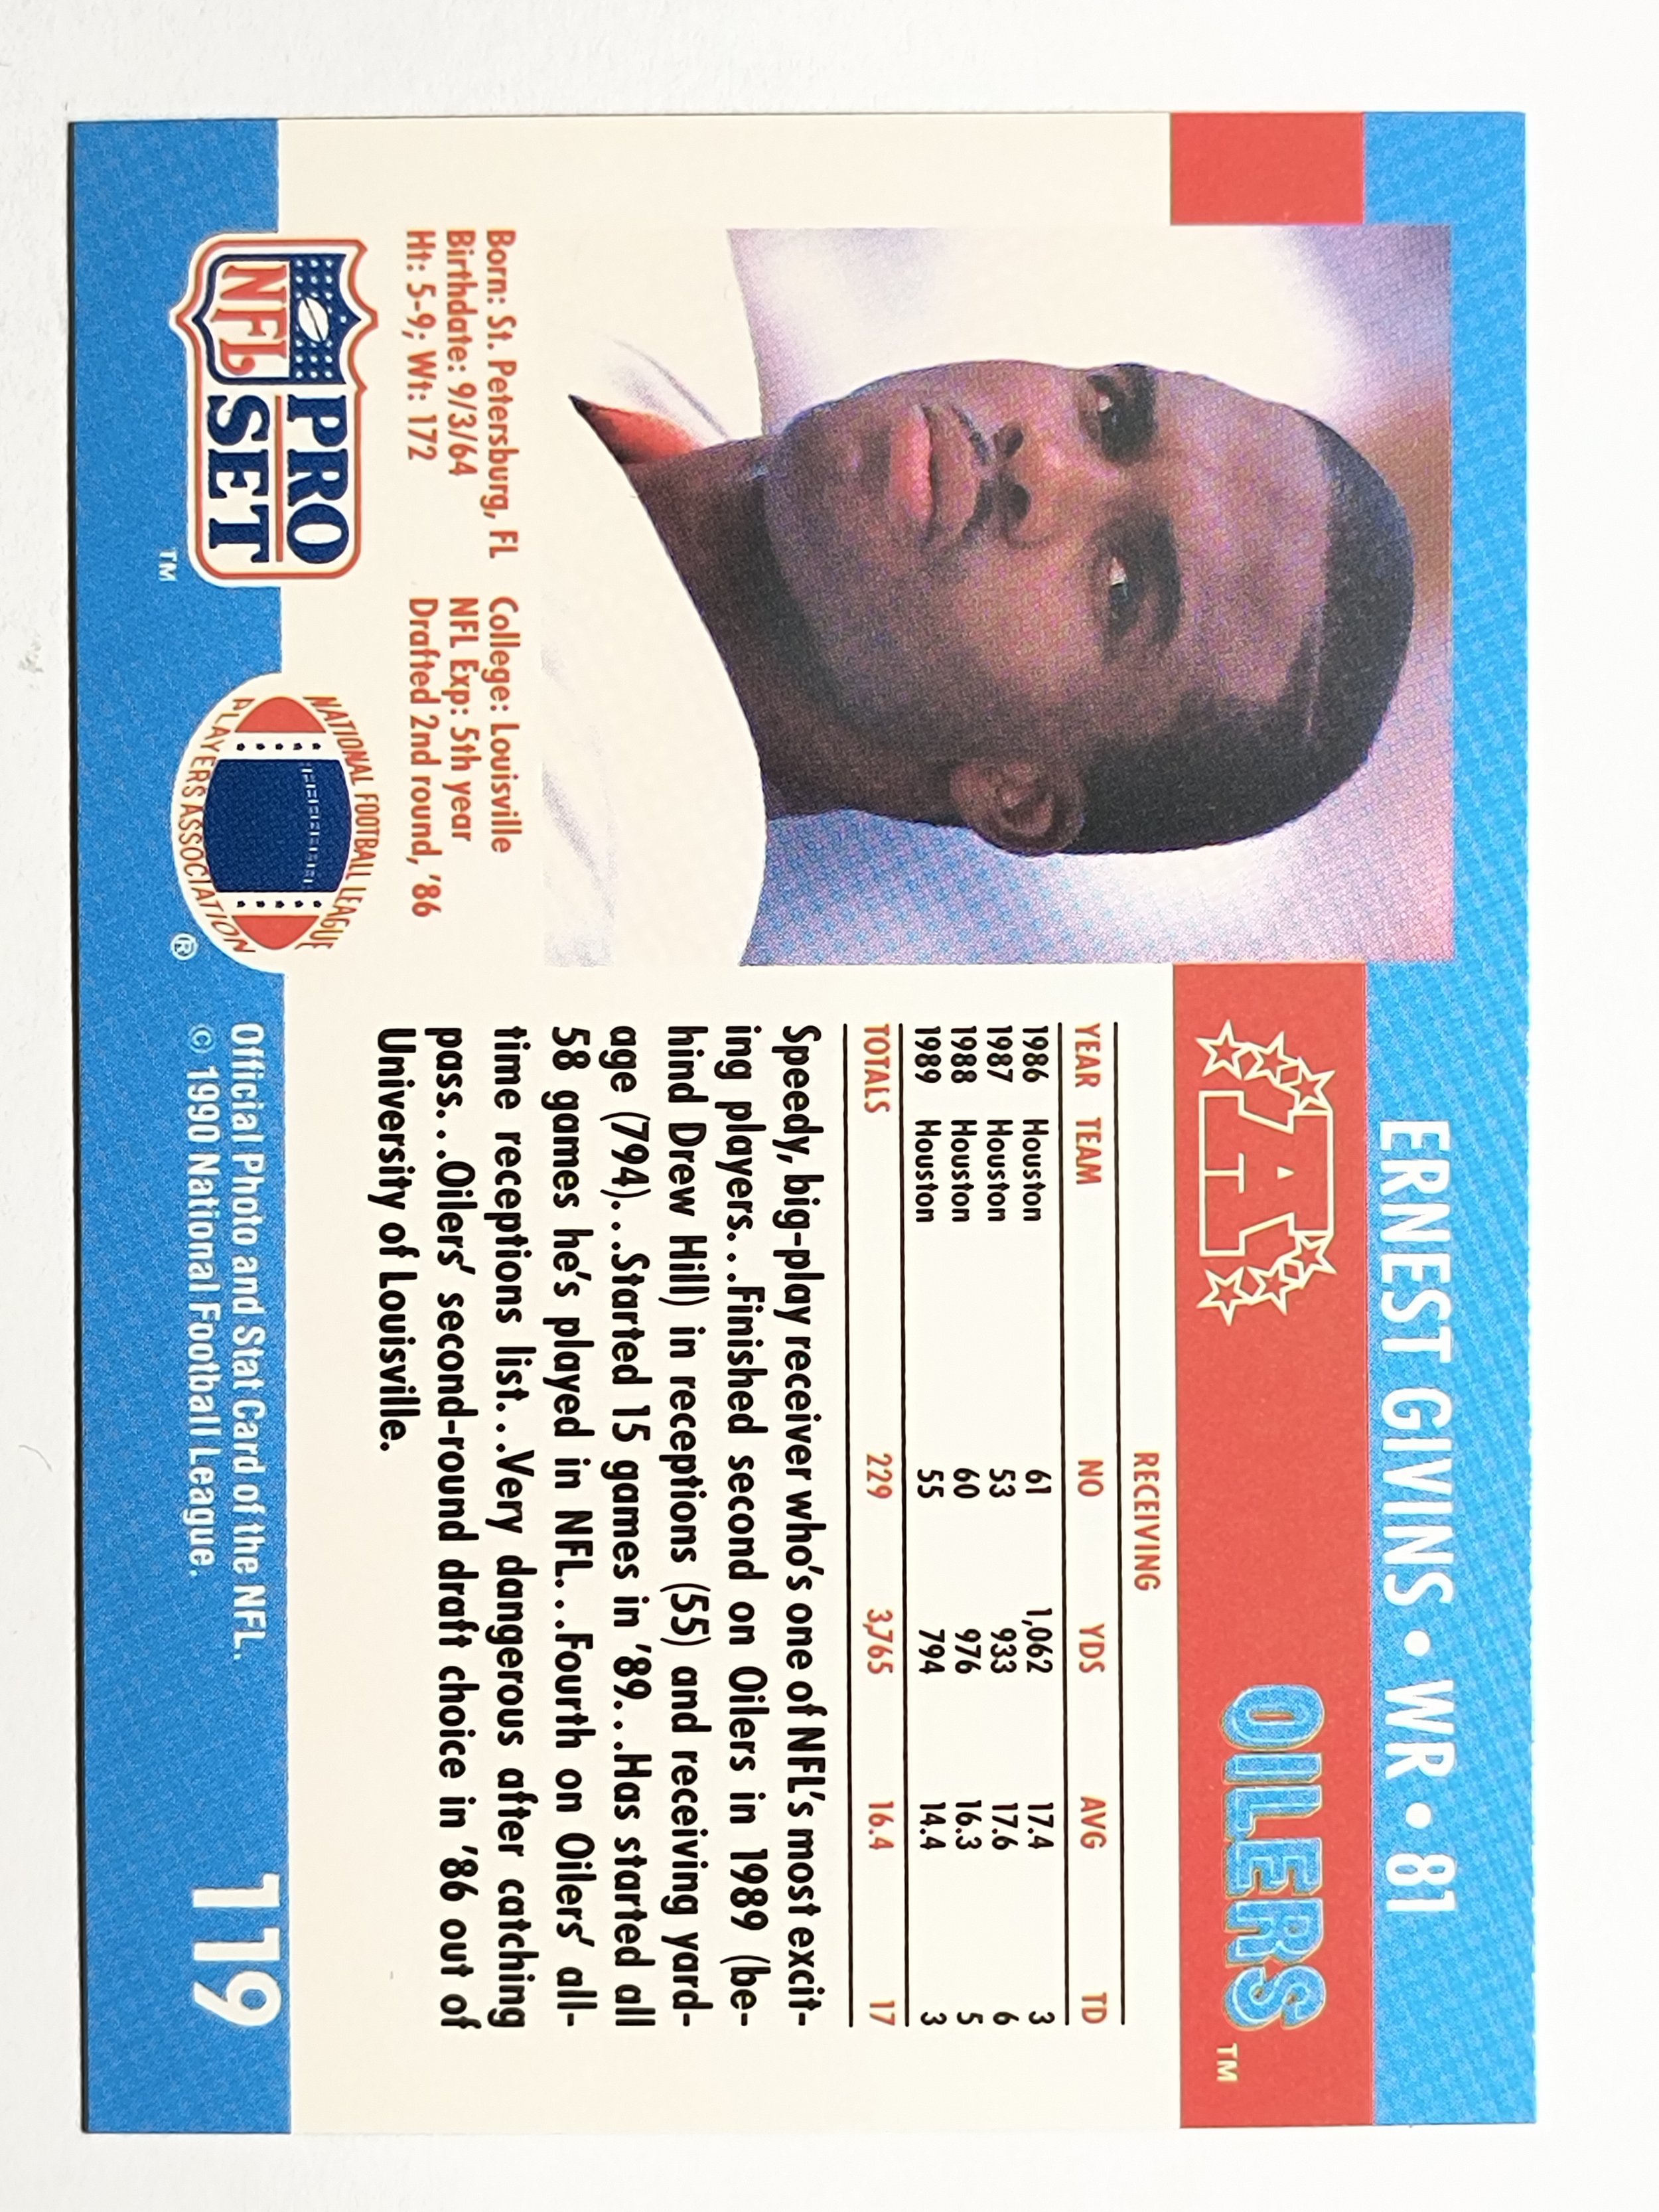 ERNEST GIVINS • WR • 81
A
OILERS™
RECEIVING
YEAR TEAM NO YDS AVG TD
1986 Houston 61 1,062 17.4 3
1987 Houston 53 933 17.6 6
1988 Houston 60 976 16.3 5
1989 Houston 55 794 14.4 3
TOTALS 229 3,765 16.4 17
Speedy, big-play receiver who's one of NFL's most excit-
ing players. . .Finished second on Oilers in 1989 (be-
hind Drew Hill) in receptions (55) and receiving yard-
age (794). . .Started 15 games in '89. . .Has started all
58 games he's played in NFL. . .Fourth on Oilers' all-
time receptions list. . .Very dangerous after catching
pass. . .Oilers' second-round draft choice in '86 out of
University of Louisville.
Born: St. Petersburg, FL College: Louisville
Birthdate: 9/3/64 NFL Exp: 5th year
Ht: 5-9; Wt: 172 Drafted 2nd round, '86
NFL PRO SET™
NATIONAL FOOTBALL LEAGUE
PLAYERS ASSOCIATION®
Official Photo and Stat Card of the NFL.
© 1990 National Football League.
119